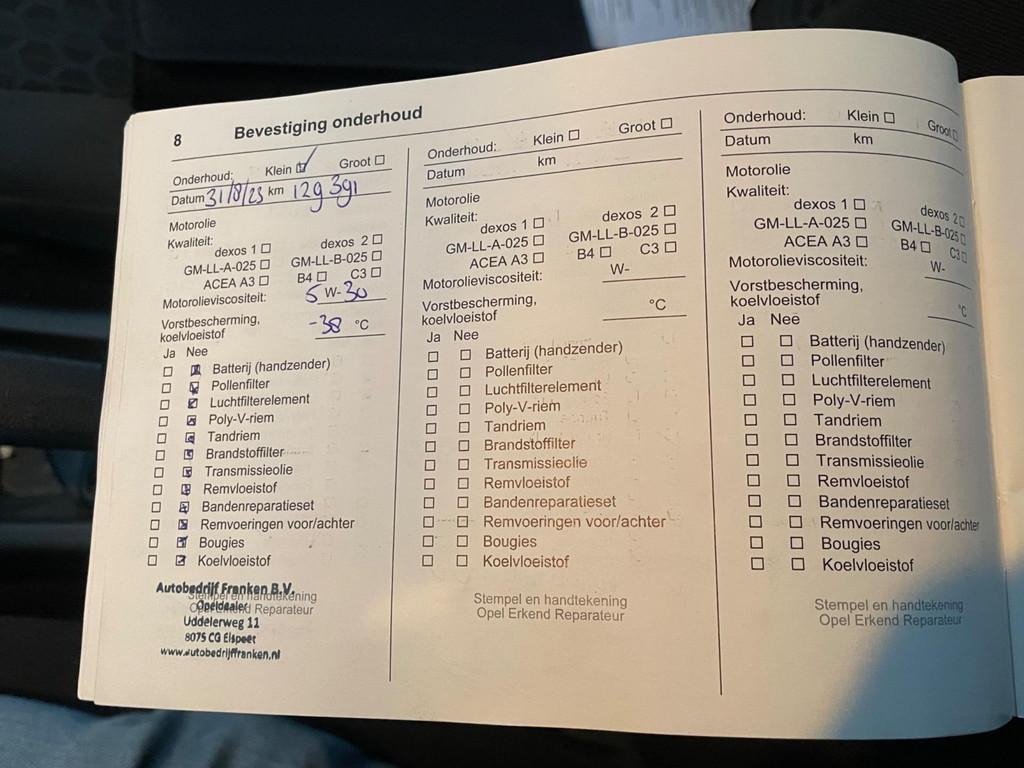 8 Bevestiging onderhoud
Onderhoud: Klein Groot
Datum 31/8/23 km 129391
Motorolie
Kwaliteit:
dexos 1 dexos 2
GM-LL-A-025 GM-LL-B-025
ACEA A3 B4 C3
Motorolieviscositeit: 5 W-30
Vorstbescherming,
koelvloeistof -38 °C
Ja Nee
Batterij (handzender)
Pollenfilter
Luchtfilterelement
Poly-V-riem
Tandriem
Brandstoffilter
Transmissieolie
Remvloeistof
Bandenreparatieset
Remvoeringen voor/achter
Bougies
Koelvloeistof
Autobedrijf Franken B.V.
Stempel en handtekening
Opeldealer
Opel Erkend Reparateur
Uddelerweg 11
8075 CG Elspeet
www.autobedrijffranken.nl
Onderhoud: Klein Groot
Datum km
Motorolie
Kwaliteit:
dexos 1 dexos 2
GM-LL-A-025 GM-LL-B-025
ACEA A3 B4 C3
Motorolieviscositeit: W-
Vorstbescherming,
koelvloeistof °C
Ja Nee
Batterij (handzender)
Pollenfilter
Luchtfilterelement
Poly-V-riem
Tandriem
Brandstoffilter
Transmissieolie
Remvloeistof
Bandenreparatieset
Remvoeringen voor/achter
Bougies
Koelvloeistof
Stempel en handtekening
Opel Erkend Reparateur
Onderhoud: Klein Groot
Datum km
Motorolie
Kwaliteit:
dexos 1 dexos 2
GM-LL-A-025 GM-LL-B-025
ACEA A3 B4 C3
Motorolieviscositeit: W-
Vorstbescherming,
koelvloeistof °C
Ja Nee
Batterij (handzender)
Pollenfilter
Luchtfilterelement
Poly-V-riem
Tandriem
Brandstoffilter
Transmissieolie
Remvloeistof
Bandenreparatieset
Remvoeringen voor/achter
Bougies
Koelvloeistof
Stempel en handtekening
Opel Erkend Reparateur